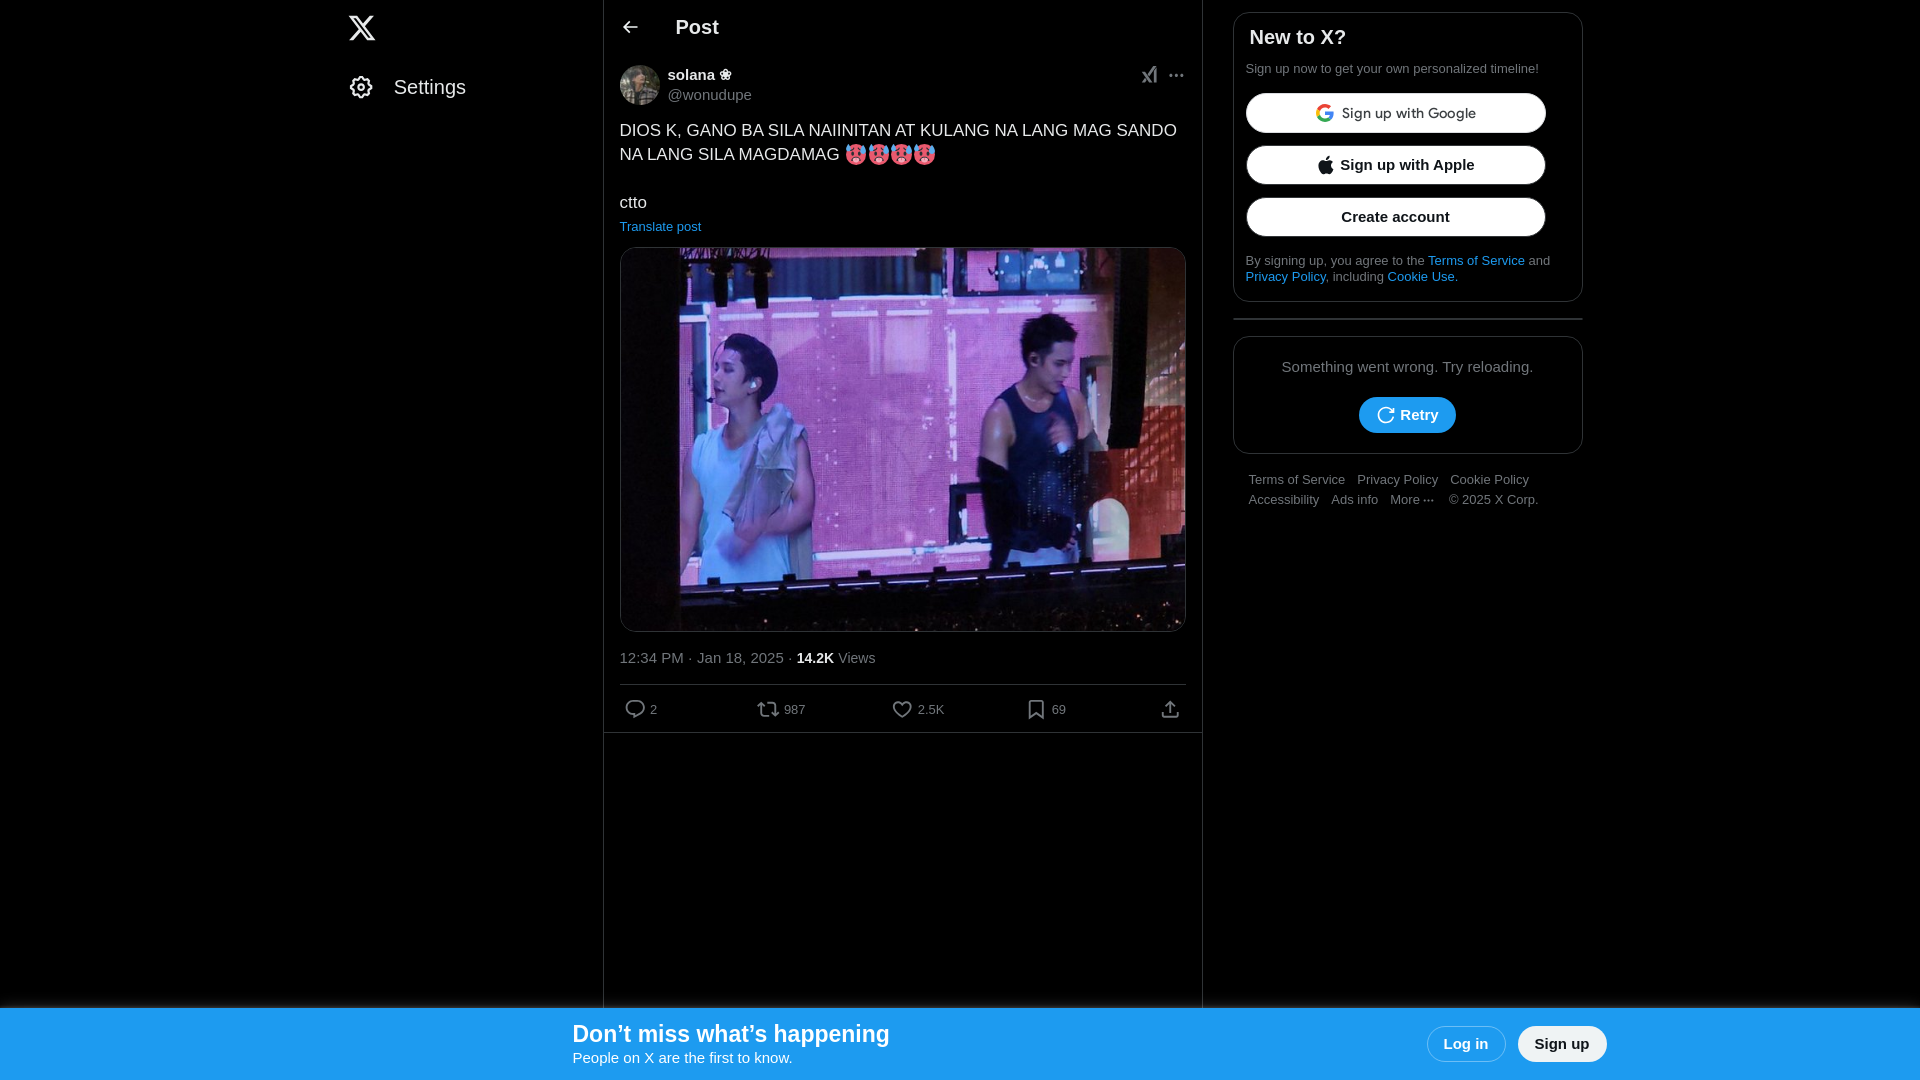 Settings
Post
solana ❀
@wonudupe
DIOS K, GANO BA SILA NAIINITAN AT KULANG NA LANG MAG SANDO
NA LANG SILA MAGDAMAG 🥵🥵🥵🥵
ctto
Translate post
12:34 PM · Jan 18, 2025 · 14.2K Views
2 987 2.5K 69
New to X?
Sign up now to get your own personalized timeline!
Sign up with Google
Sign up with Apple
Create account
By signing up, you agree to the Terms of Service and
Privacy Policy, including Cookie Use.
Something went wrong. Try reloading.
Retry
Terms of Service Privacy Policy Cookie Policy
Accessibility Ads info More ··· © 2025 X Corp.
Don’t miss what’s happening
People on X are the first to know.
Log in
Sign up